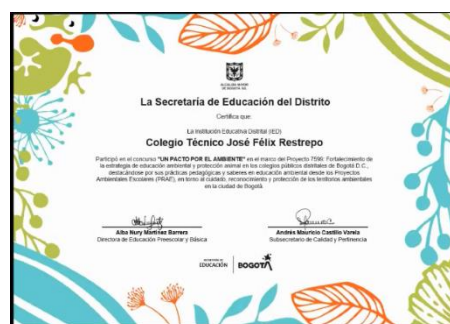 ALCALDÍA MAYOR
DE BOGOTÁ D.C.
La Secretaría de Educación del Distrito
Certifica que:
La Institución Educativa Distrital (IED)
Colegio Técnico José Félix Restrepo
Participó en el concurso "UN PACTO POR EL AMBIENTE" en el marco del Proyecto 7599. Fortalecimiento de
la estrategia de educación ambiental y protección animal en los colegios públicos distritales de Bogotá D.C.,
destacándose por sus prácticas pedagógicas y saberes en educación ambiental desde los Proyectos
Ambientales Escolares (PRAE), en torno al cuidado, reconocimiento y protección de los territorios ambientales
en la ciudad de Bogotá.
Alba Nury Martínez Barrera
Directora de Educación Preescolar y Básica
Andrés Mauricio Castillo Varela
Subsecretario de Calidad y Pertinencia
EDUCACIÓN
BOGOTÁ